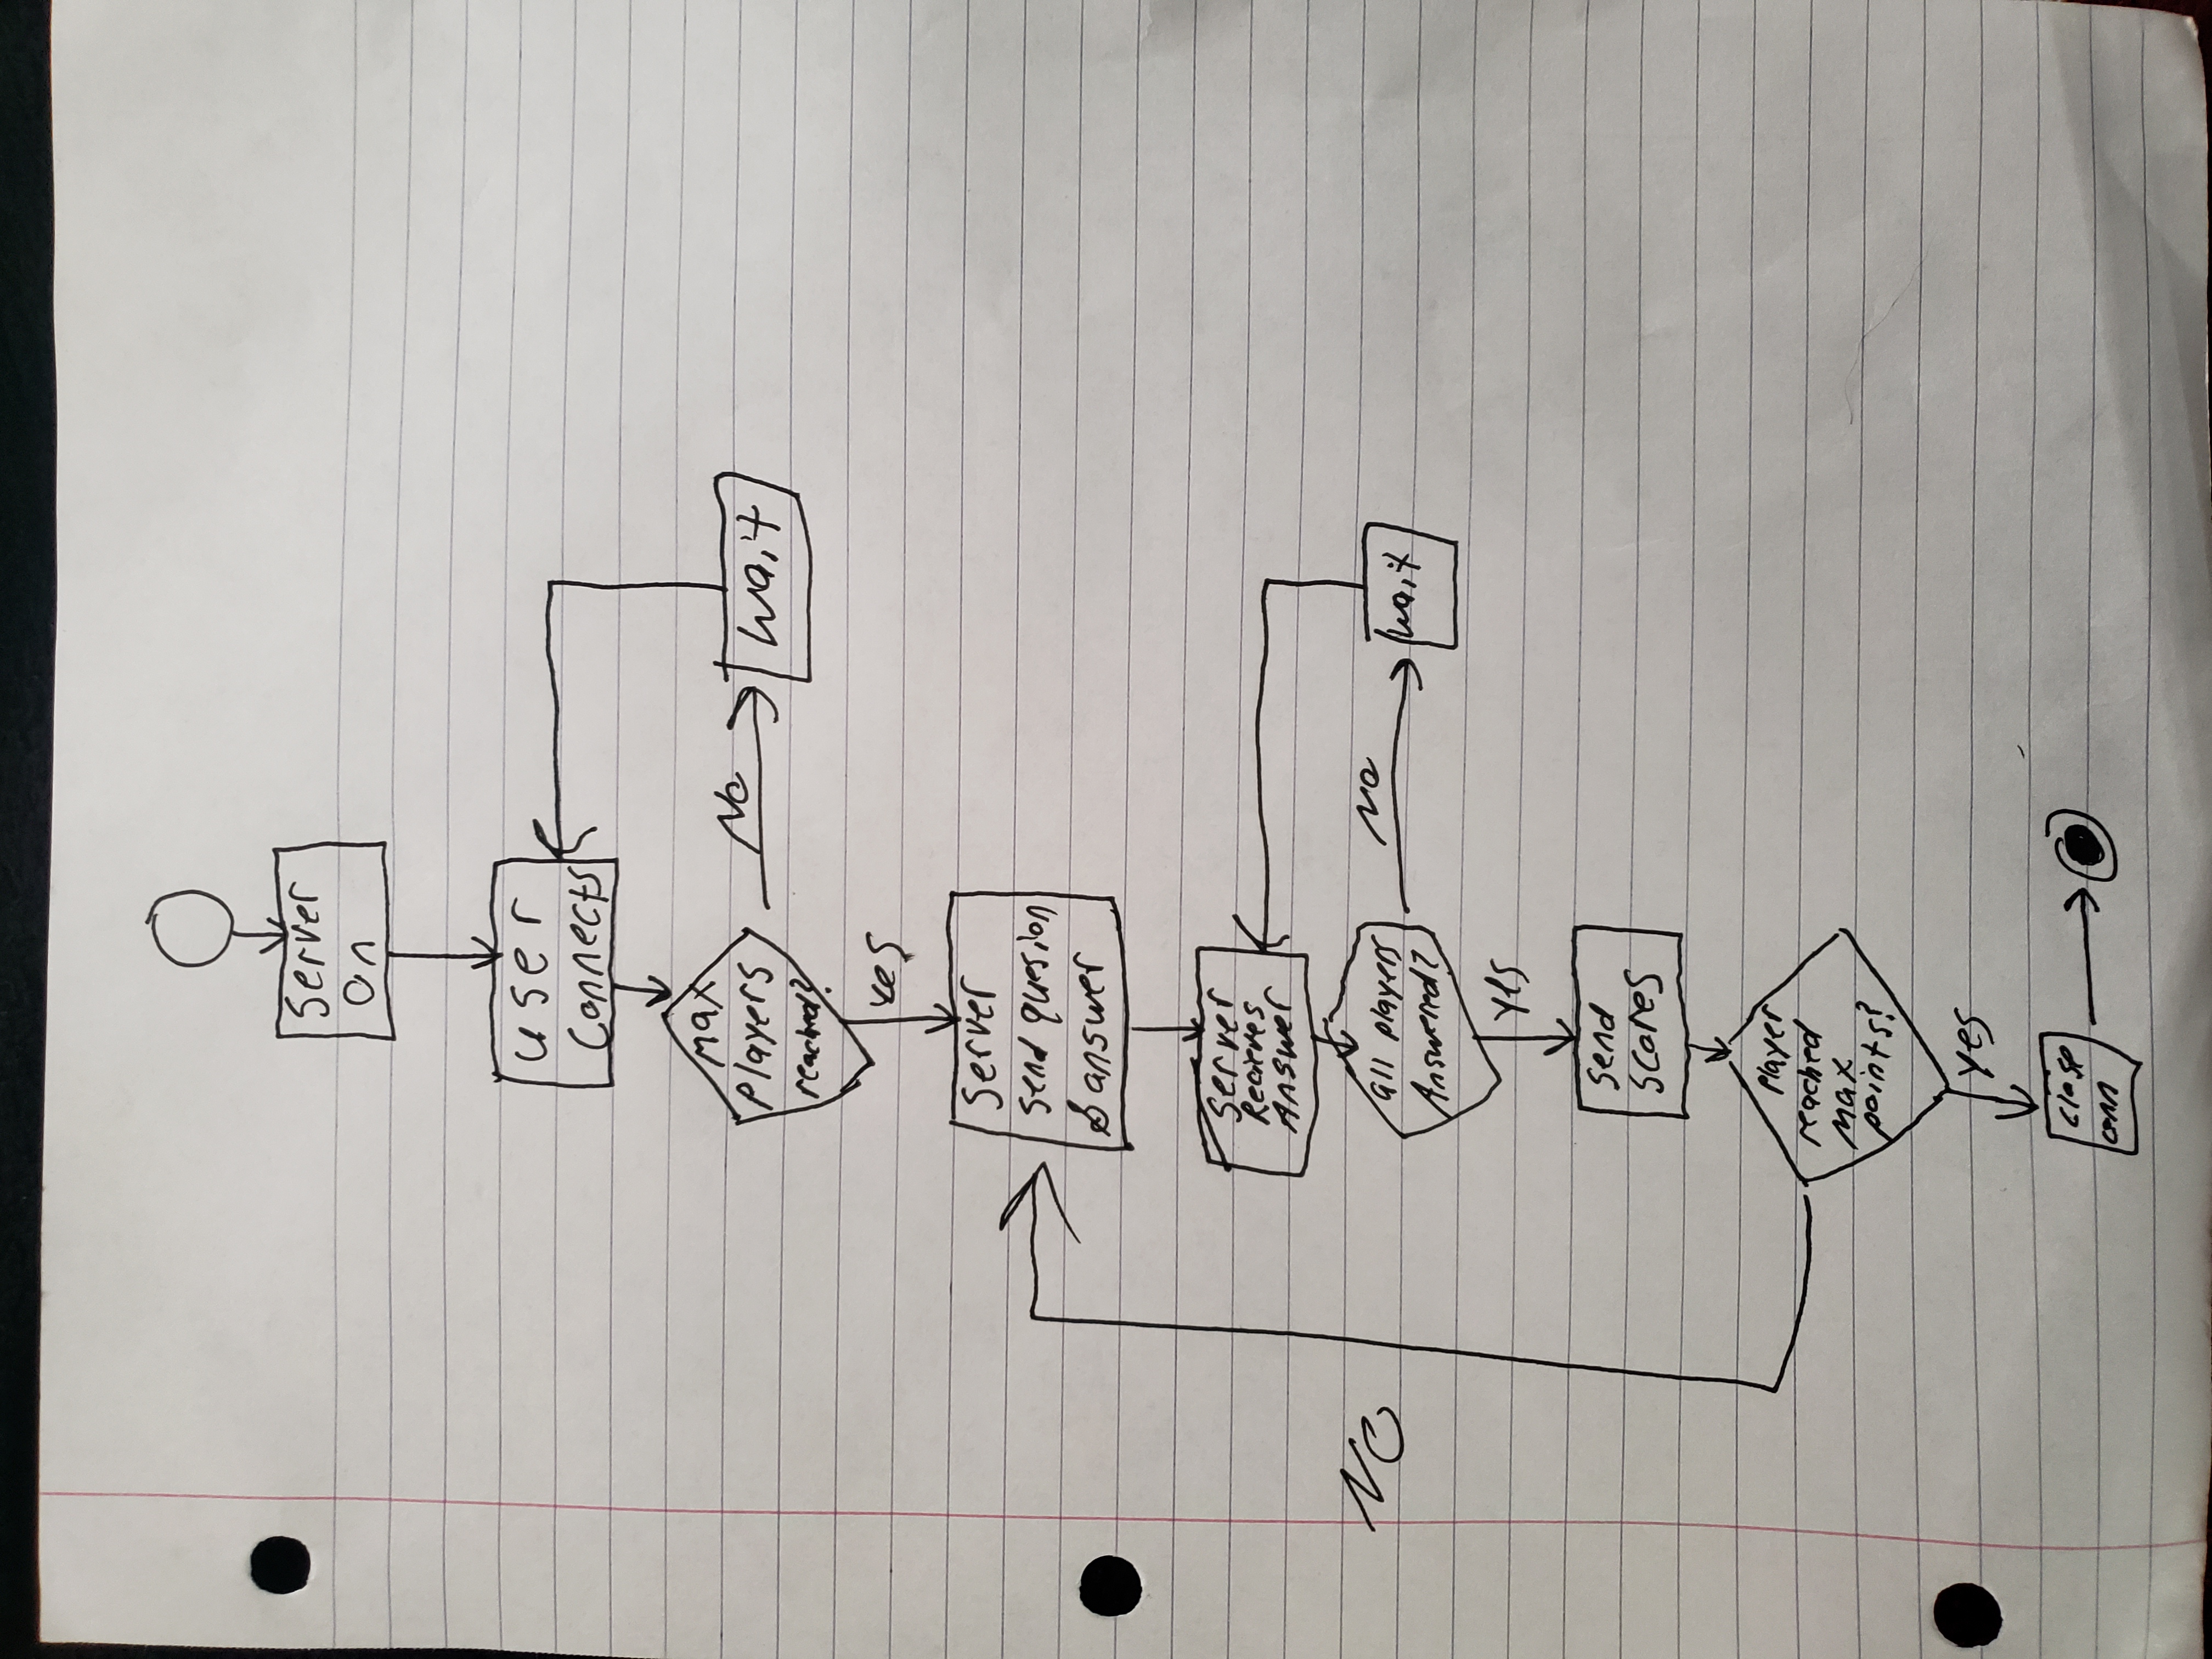 Server
On
user
connects
max
players
reached?
No
wait
yes
Server
send quesion
& answer
Server
Recieves
Answer
all players
Answered?
No
wait
NO
yes
send
scores
player
reached
max
points?
yes
close
conn